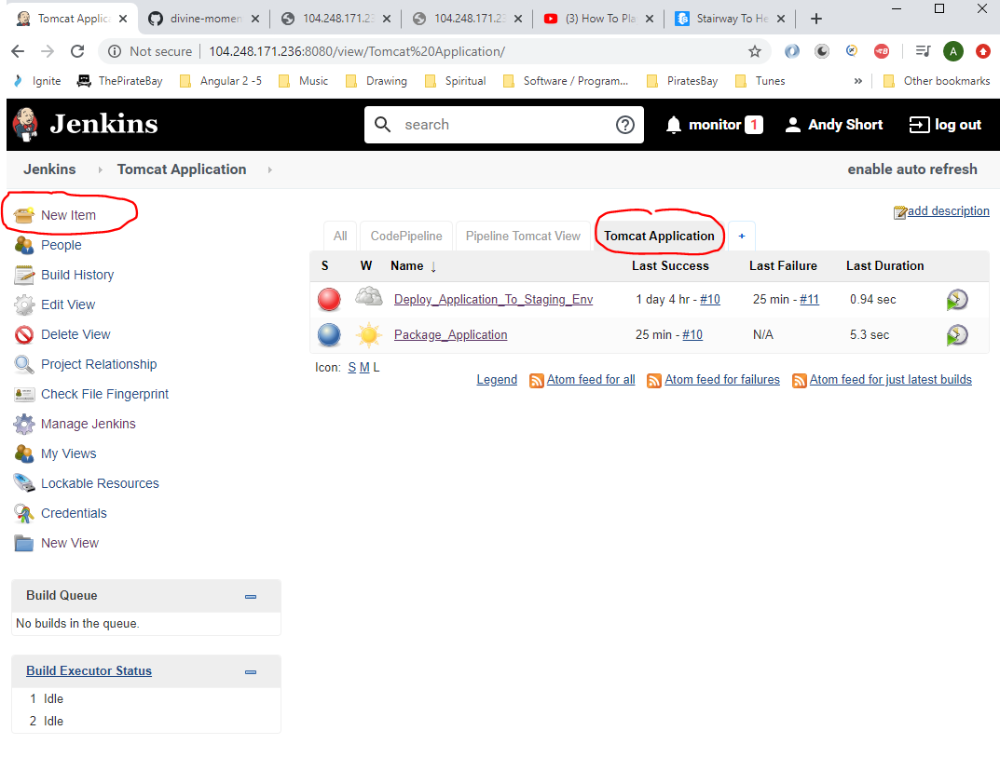 Tomcat Applic
divine-momen
104.248.171.23
104.248.171.23
(3) How To Pla
Stairway To He
Not secure 104.248.171.236:8080/view/Tomcat%20Application/
A
Ignite ThePirateBay Angular 2 -5 Music Drawing Spiritual Software / Program... PiratesBay Tunes » Other bookmarks
Jenkins search monitor 1 Andy Short log out
Jenkins Tomcat Application enable auto refresh
New Item
People
Build History
Edit View
Delete View
Project Relationship
Check File Fingerprint
Manage Jenkins
My Views
Lockable Resources
Credentials
New View
Build Queue
No builds in the queue.
Build Executor Status
1 Idle
2 Idle
add description
All CodePipeline Pipeline Tomcat View Tomcat Application +
S W Name ↓ Last Success Last Failure Last Duration
Deploy_Application_To_Staging_Env 1 day 4 hr - #10 25 min - #11 0.94 sec
Package_Application 25 min - #10 N/A 5.3 sec
Icon: S M L
Legend Atom feed for all Atom feed for failures Atom feed for just latest builds